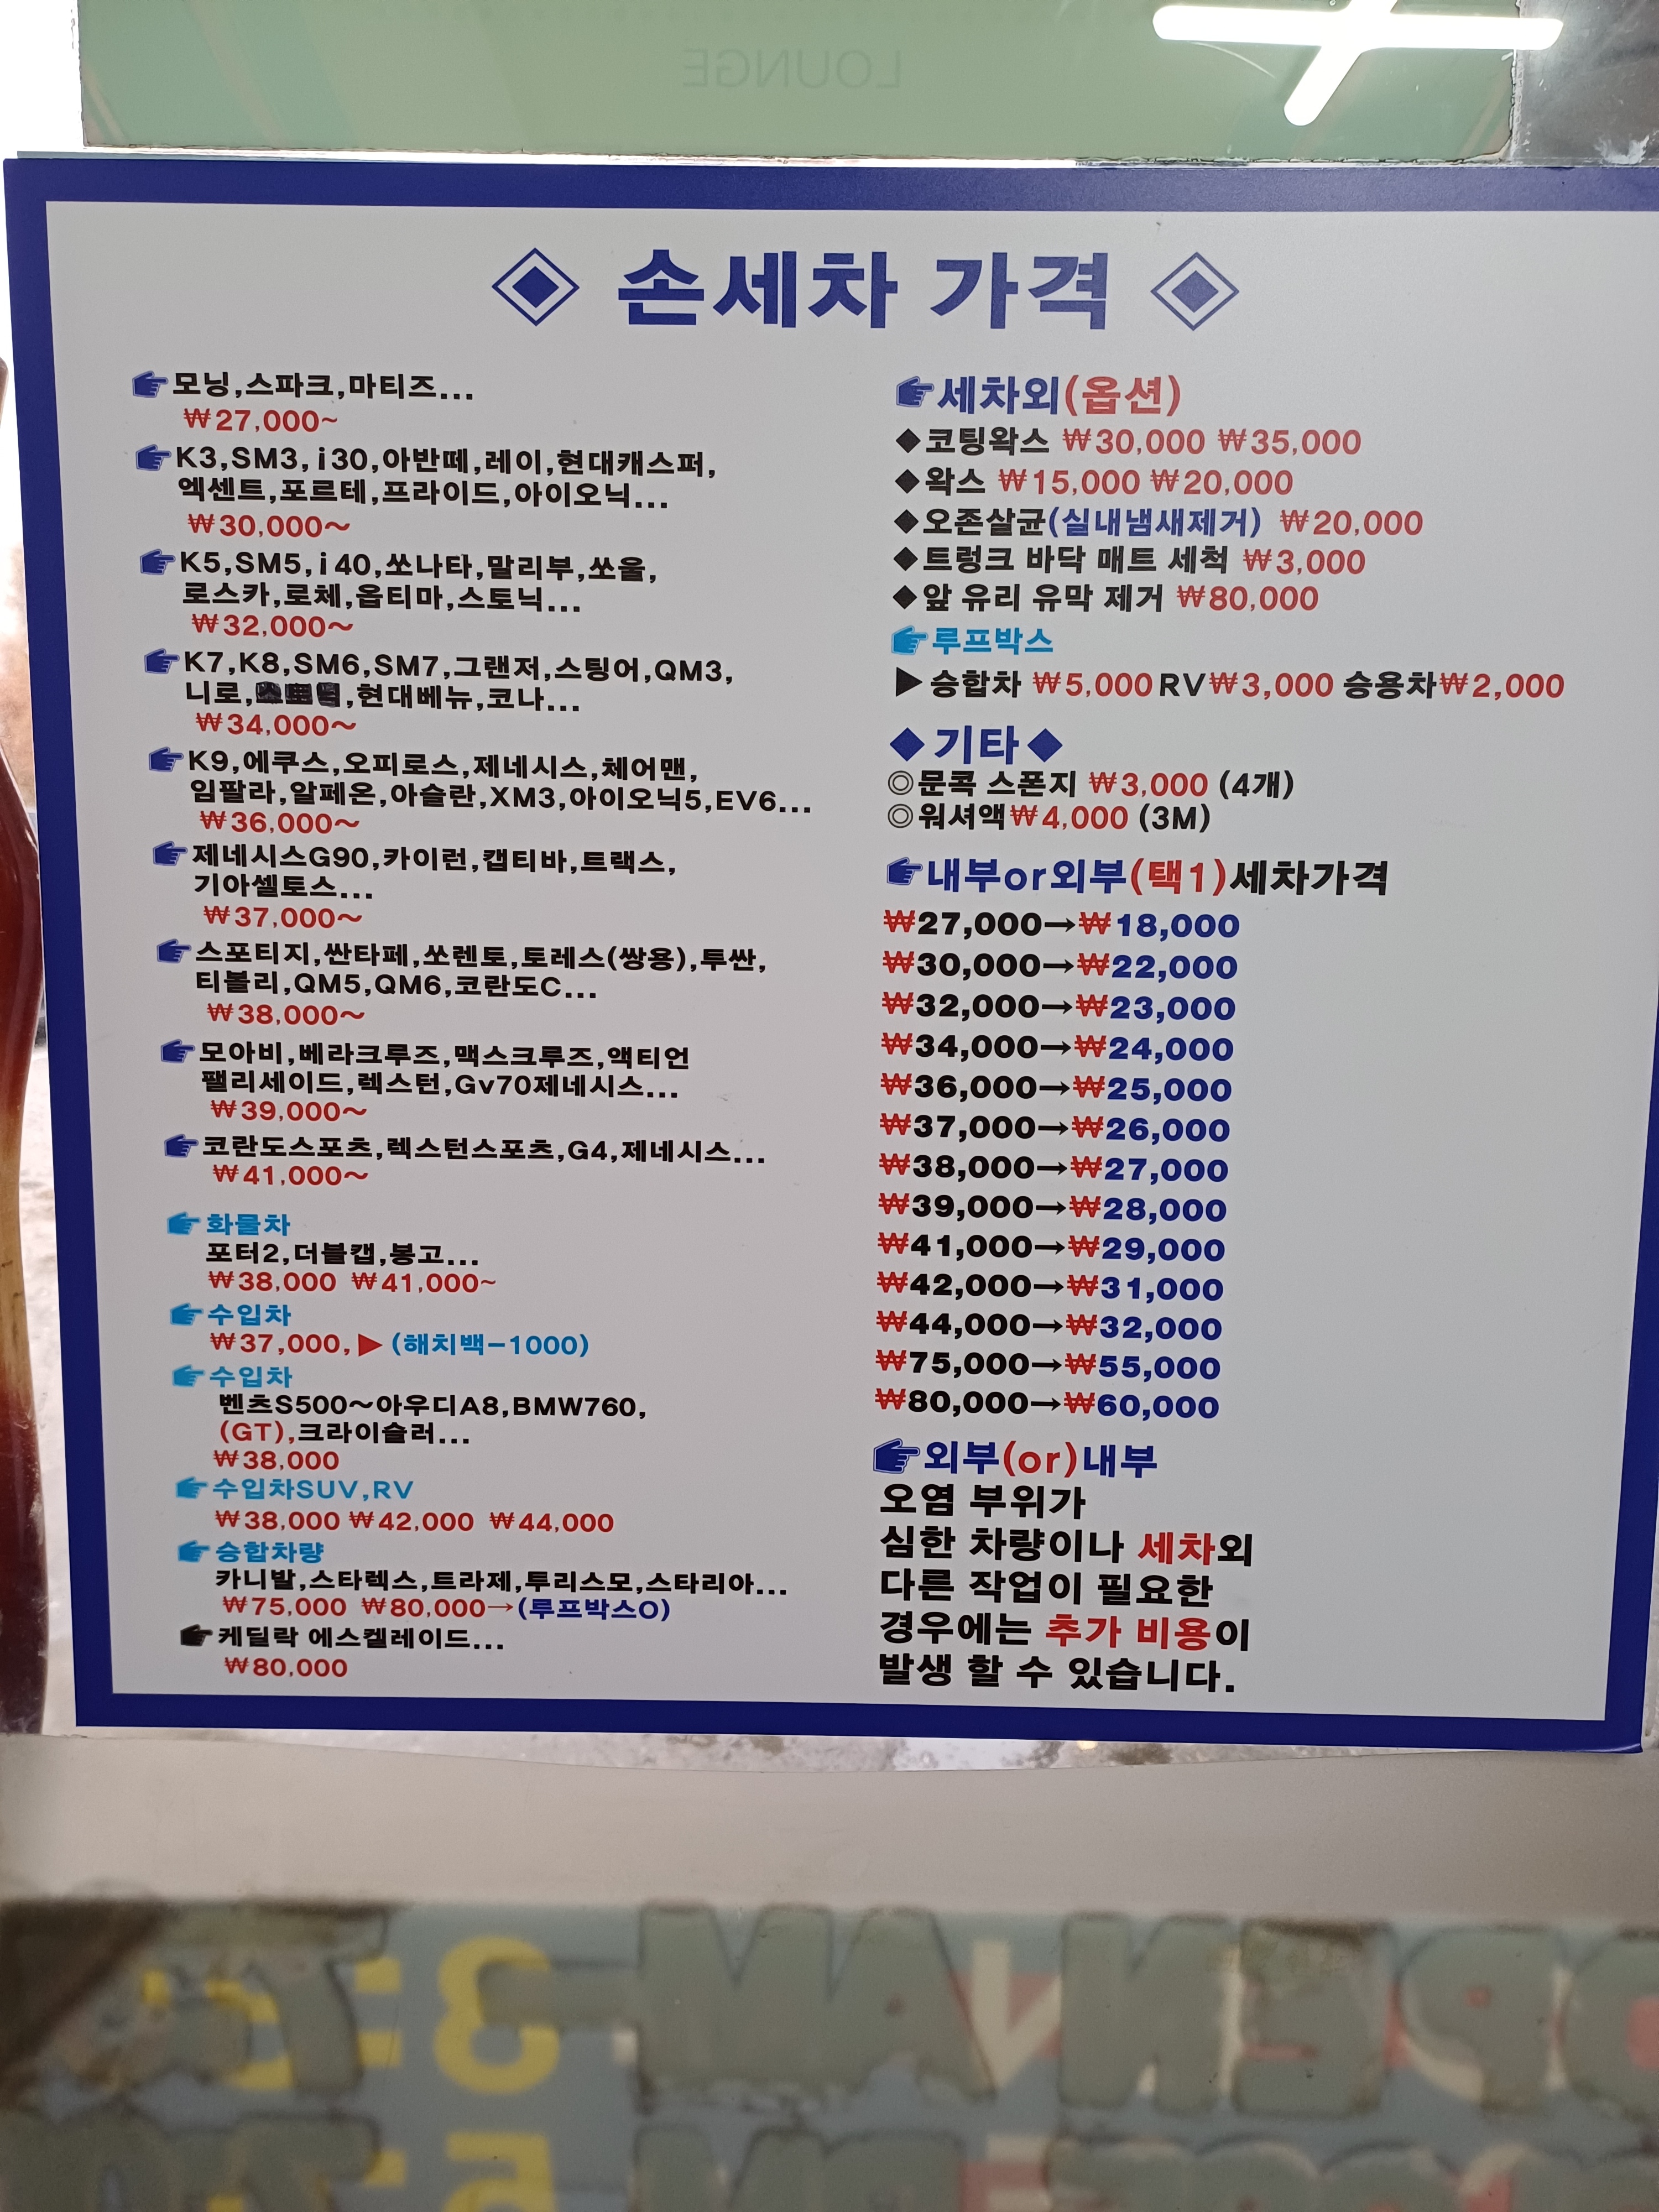 LOUNGE
손세차 가격
모닝,스파크,마티즈...
₩27,000~
K3,SM3,i30,아반떼,레이,현대캐스퍼,
엑센트,포르테,프라이드,아이오닉...
₩30,000~
K5,SM5,i40,쏘나타,말리부,쏘울,
로스카,로체,옵티마,스토닉...
₩32,000~
K7,K8,SM6,SM7,그랜저,스팅어,QM3,
니로,현대베뉴,코나...
₩34,000~
K9,에쿠스,오피로스,제네시스,체어맨,
임팔라,알페온,아슬란,XM3,아이오닉5,EV6...
₩36,000~
제네시스G90,카이런,캡티바,트랙스,
기아셀토스...
₩37,000~
스포티지,싼타페,쏘렌토,토레스(쌍용),투싼,
티볼리,QM5,QM6,코란도C...
₩38,000~
모아비,베라크루즈,맥스크루즈,액티언
팰리세이드,렉스턴,Gv70제네시스...
₩39,000~
코란도스포츠,렉스턴스포츠,G4,제네시스...
₩41,000~
화물차
포터2,더블캡,봉고...
₩38,000 ₩41,000~
수입차
₩37,000,▶(해치백-1000)
수입차
벤츠S500~아우디A8,BMW760,
(GT),크라이슬러...
₩38,000
수입차SUV,RV
₩38,000 ₩42,000 ₩44,000
승합차량
카니발,스타렉스,트라제,투리스모,스타리아...
₩75,000 ₩80,000→(루프박스O)
케딜락 에스켈레이드...
₩80,000
세차외(옵션)
◆코팅왁스 ₩30,000 ₩35,000
◆왁스 ₩15,000 ₩20,000
◆오존살균(실내냄새제거) ₩20,000
◆트렁크 바닥 매트 세척 ₩3,000
◆앞 유리 유막 제거 ₩80,000
루프박스
▶승합차 ₩5,000 RV₩3,000 승용차₩2,000
◆기타◆
◎문콕 스폰지 ₩3,000 (4개)
◎워셔액₩4,000 (3M)
내부or외부(택1)세차가격
₩27,000→₩18,000
₩30,000→₩22,000
₩32,000→₩23,000
₩34,000→₩24,000
₩36,000→₩25,000
₩37,000→₩26,000
₩38,000→₩27,000
₩39,000→₩28,000
₩41,000→₩29,000
₩42,000→₩31,000
₩44,000→₩32,000
₩75,000→₩55,000
₩80,000→₩60,000
외부(or)내부
오염 부위가
심한 차량이나 세차외
다른 작업이 필요한
경우에는 추가 비용이
발생 할 수 있습니다.
OPEN AM